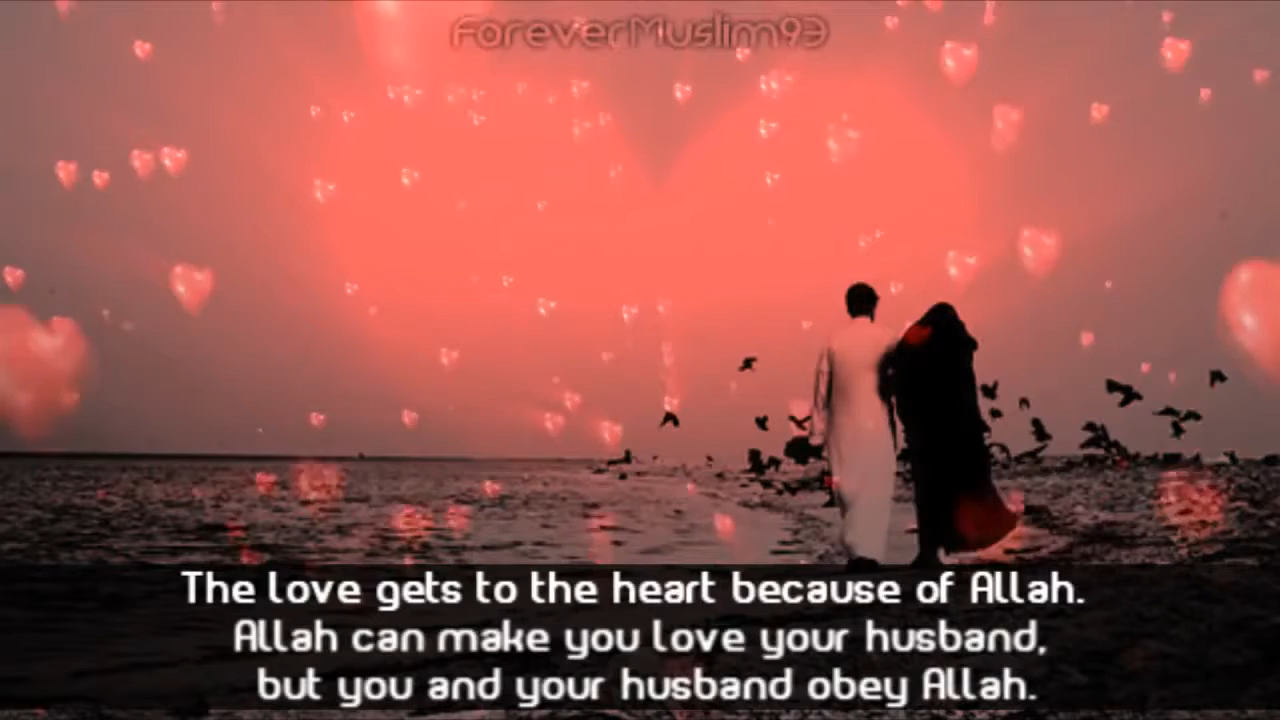 ForeverMuslim93
The love gets to the heart because of Allah.
Allah can make you love your husband,
but you and your husband obey Allah.